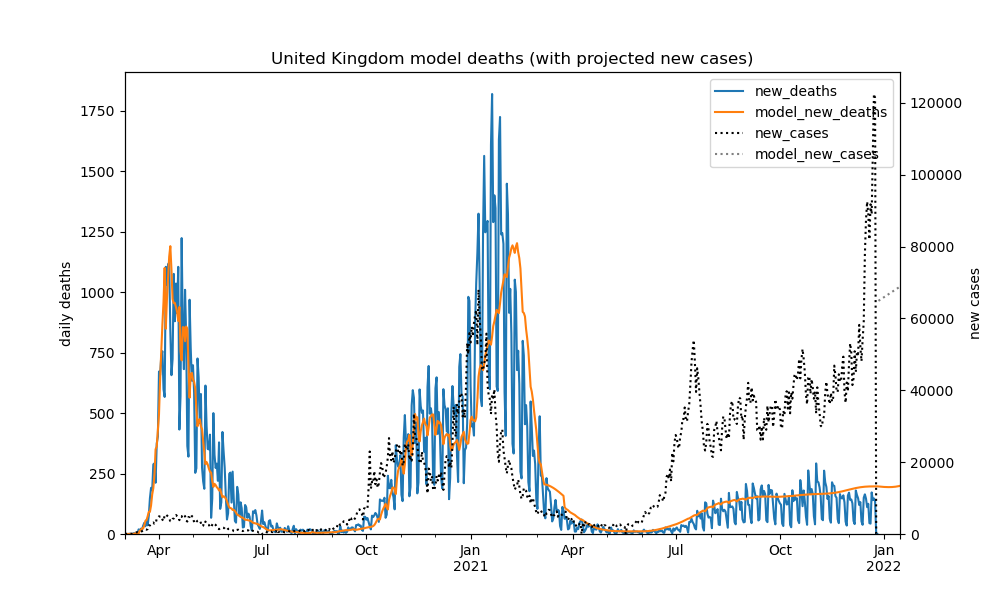 United Kingdom model deaths (with projected new cases)
new_deaths
model_new_deaths
new_cases
model_new_cases
daily deaths
new cases
1750
1500
1250
1000
750
500
250
0
120000
100000
80000
60000
40000
20000
0
Apr Jul Oct Jan Apr Jul Oct Jan
2021 2022